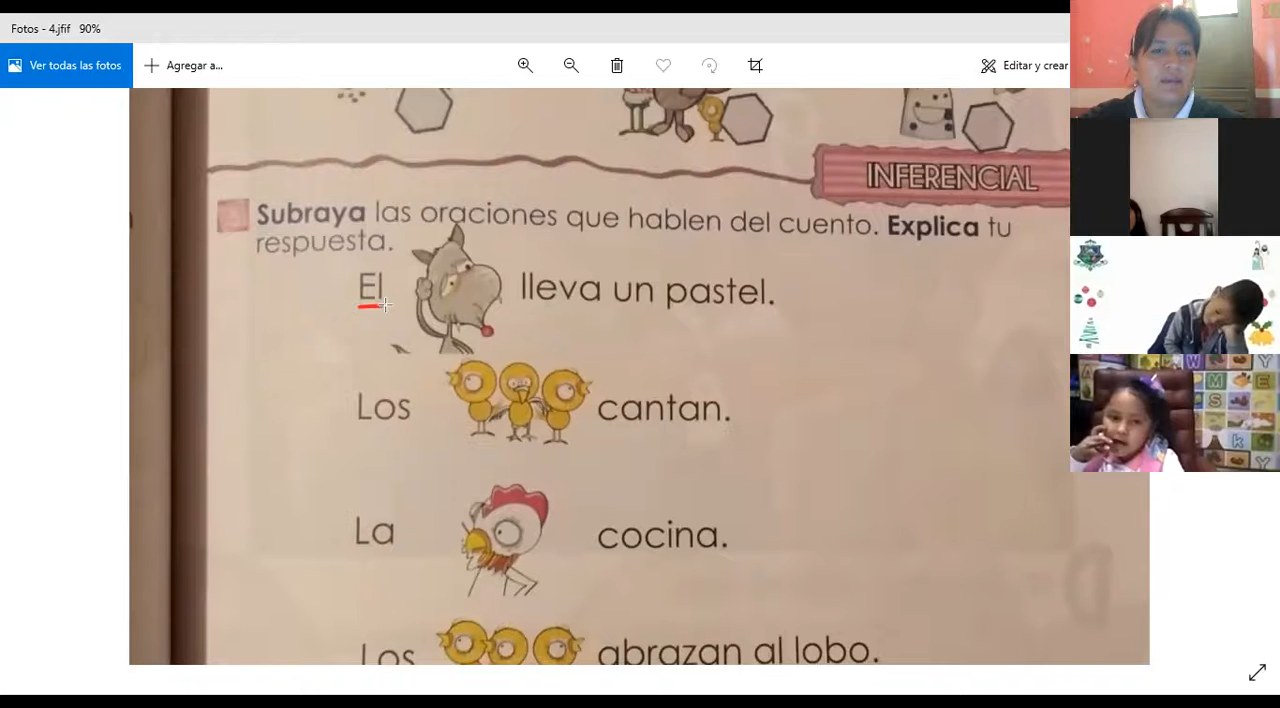 Fotos - 4.jfif 90%
Ver todas las fotos
Agregar a...
Editar y crear
INFERENCIAL
Subraya las oraciones que hablen del cuento. Explica tu
respuesta.
El lleva un pastel.
Los cantan.
La cocina.
Los abrazan al lobo.
W
Y
M
S
k
Y